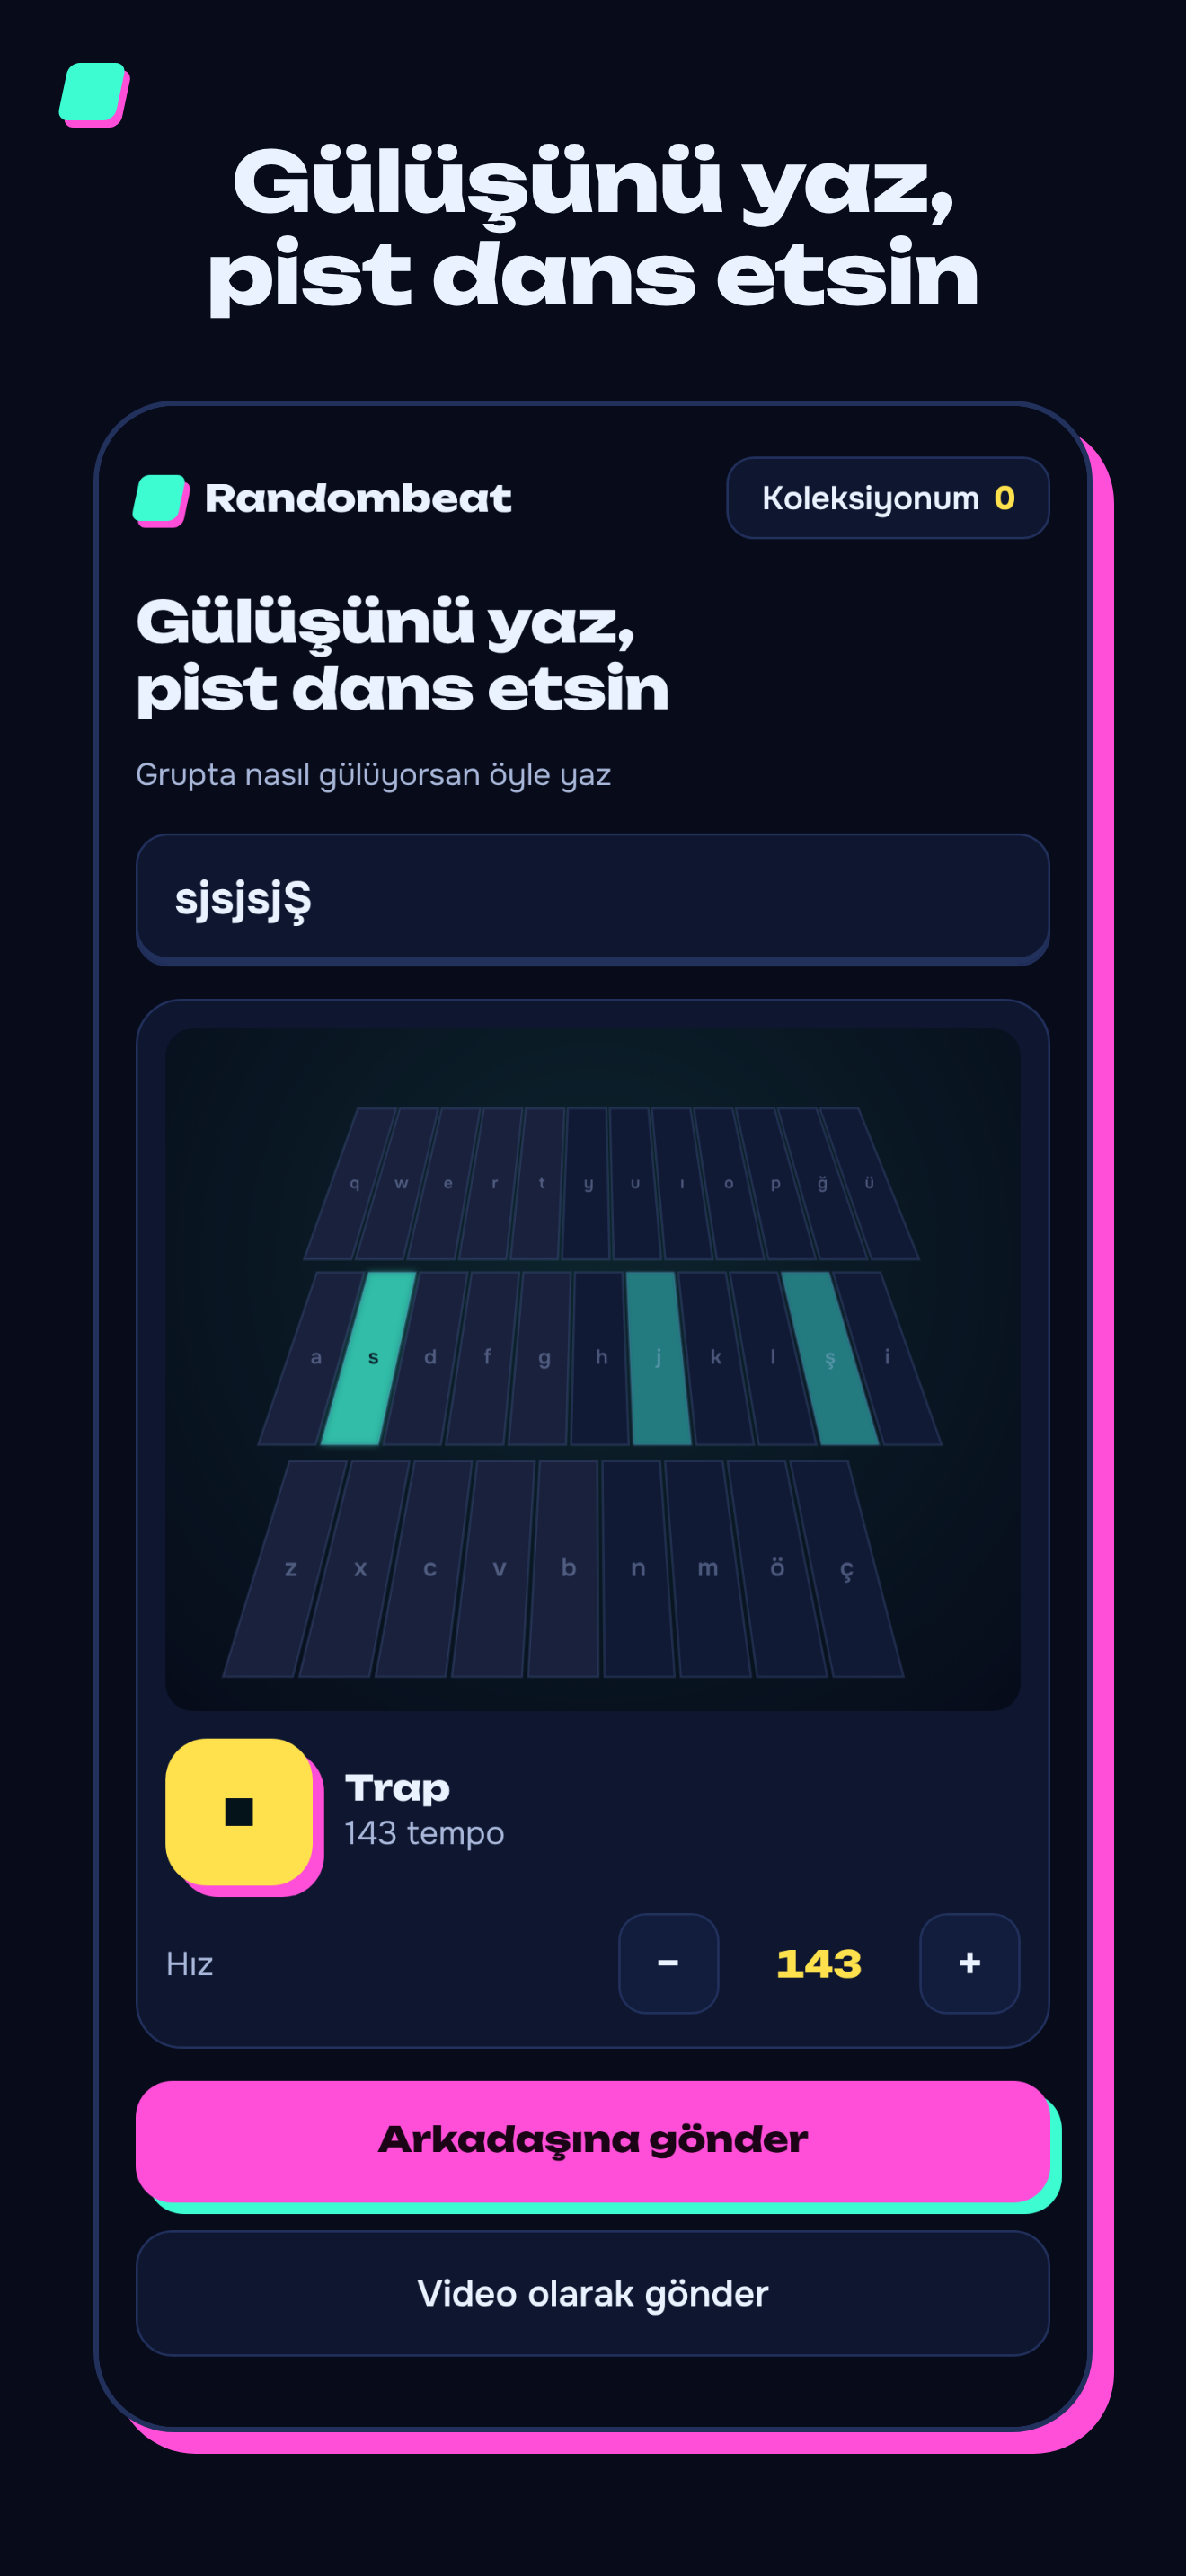 Gülüşünü yaz,
pist dans etsin
Randombeat
Koleksiyonum 0
Gülüşünü yaz,
pist dans etsin
Grupta nasıl gülüyorsan öyle yaz
sjsjsjŞ
q w e r t y u ı o p ğ ü
a s d f g h j k l ş i
z x c v b n m ö ç
Trap
143 tempo
Hız − 143 +
Arkadaşına gönder
Video olarak gönder